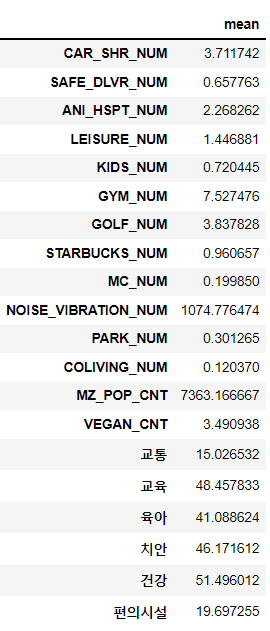 mean
CAR_SHR_NUM 3.711742
SAFE_DLVR_NUM 0.657763
ANI_HSPT_NUM 2.268262
LEISURE_NUM 1.446881
KIDS_NUM 0.720445
GYM_NUM 7.527476
GOLF_NUM 3.837828
STARBUCKS_NUM 0.960657
MC_NUM 0.199850
NOISE_VIBRATION_NUM 1074.776474
PARK_NUM 0.301265
COLIVING_NUM 0.120370
MZ_POP_CNT 7363.166667
VEGAN_CNT 3.490938
교통 15.026532
교육 48.457833
육아 41.088624
치안 46.171612
건강 51.496012
편의시설 19.697255